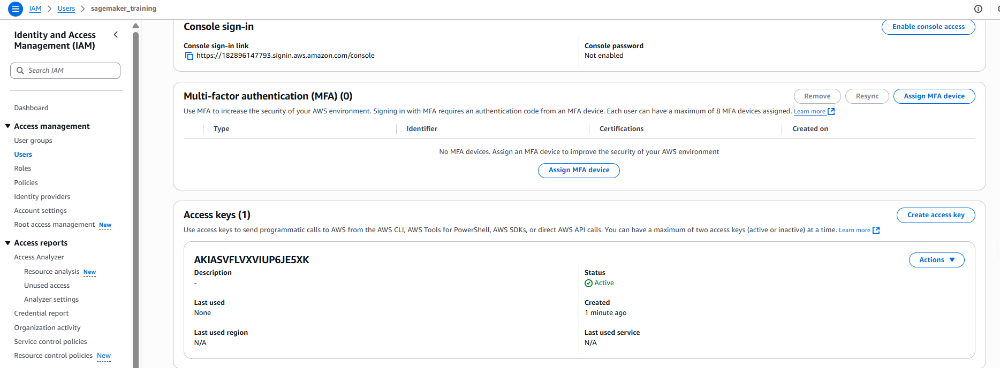 IAM > Users > sagemaker_training
Identity and Access
Management (IAM)
Search IAM
Dashboard
Access management
User groups
Users
Roles
Policies
Identity providers
Account settings
Root access management New
Access reports
Access Analyzer
Resource analysis New
Unused access
Analyzer settings
Credential report
Organization activity
Service control policies
Resource control policies New
Console sign-in
Enable console access
Console sign-in link
https://182896147793.signin.aws.amazon.com/console
Console password
Not enabled
Multi-factor authentication (MFA) (0)
Remove
Resync
Assign MFA device
Use MFA to increase the security of your AWS environment. Signing in with MFA requires an authentication code from an MFA device. Each user can have a maximum of 8 MFA devices assigned. Learn more
Type
Identifier
Certifications
Created on
No MFA devices. Assign an MFA device to improve the security of your AWS environment
Assign MFA device
Access keys (1)
Create access key
Use access keys to send programmatic calls to AWS from the AWS CLI, AWS Tools for PowerShell, AWS SDKs, or direct AWS API calls. You can have a maximum of two access keys (active or inactive) at a time. Learn more
AKIASVFLVXVIUP6JE5XK
Actions
Description
-
Status
Active
Last used
None
Created
1 minute ago
Last used region
N/A
Last used service
N/A